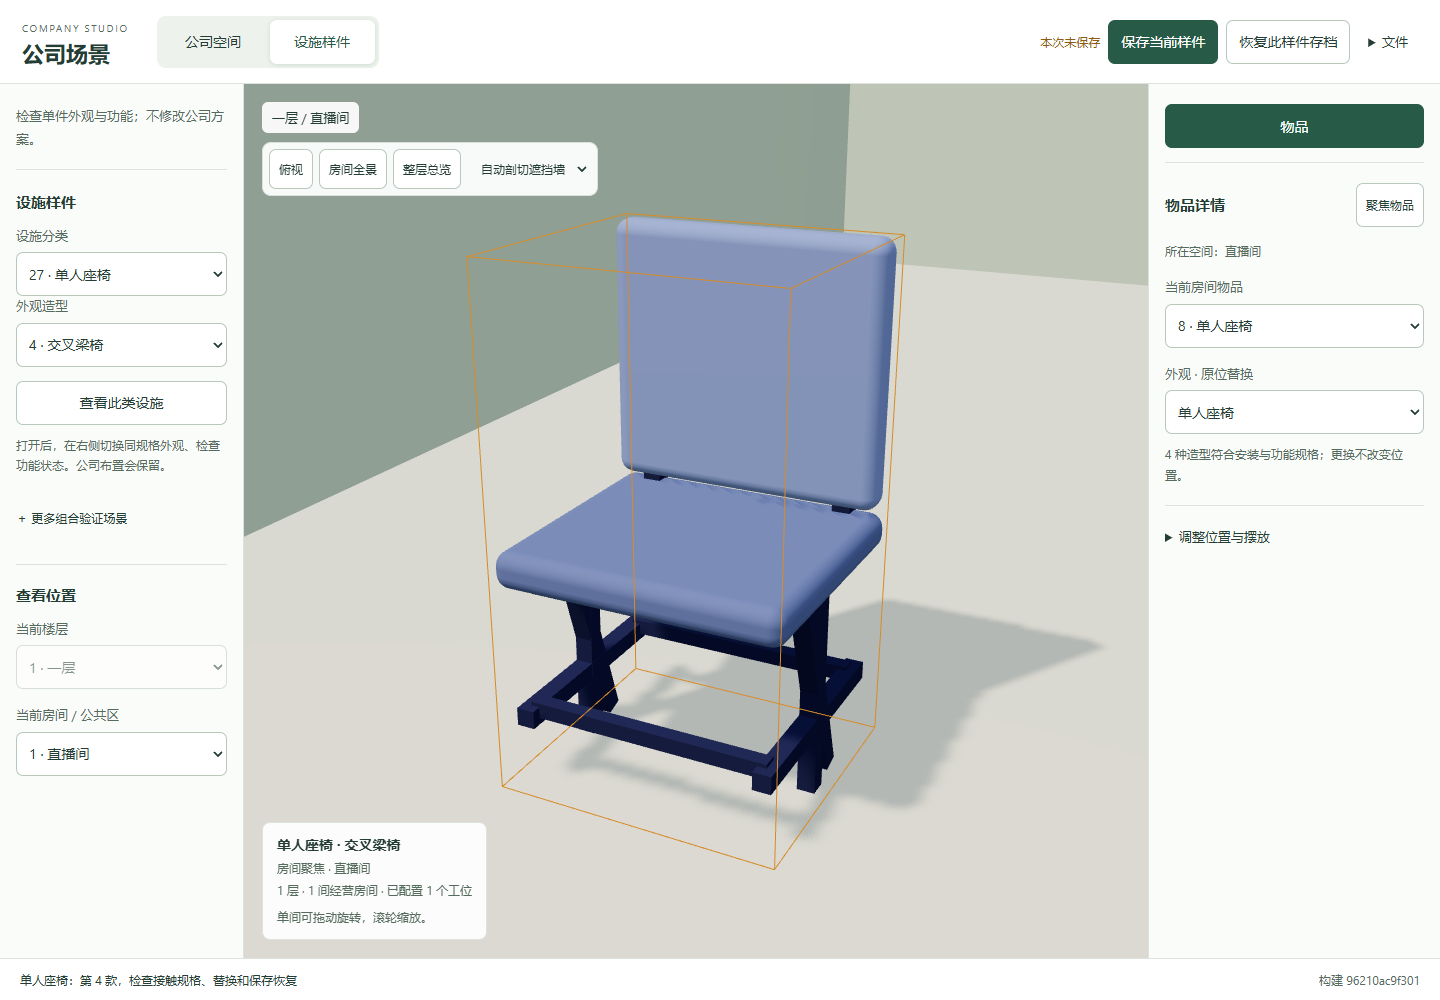 COMPANY STUDIO
公司场景
公司空间
设施样件
本次未保存
保存当前样件
恢复此样件存档
▶ 文件
检查单件外观与功能；不修改公司方
案。
设施样件
设施分类
27 · 单人座椅
外观造型
4 · 交叉梁椅
查看此类设施
打开后，在右侧切换同规格外观、检查
功能状态。公司布置会保留。
+ 更多组合验证场景
查看位置
当前楼层
1 · 一层
当前房间 / 公共区
1 · 直播间
一层 / 直播间
俯视
房间全景
整层总览
自动剖切遮挡墙
单人座椅 · 交叉梁椅
房间聚焦 · 直播间
1 层 · 1 间经营房间 · 已配置 1 个工位
单间可拖动旋转，滚轮缩放。
物品
物品详情
聚焦物品
所在空间：直播间
当前房间物品
8 · 单人座椅
外观 · 原位替换
单人座椅
4 种造型符合安装与功能规格；更换不改变位
置。
▶ 调整位置与摆放
单人座椅：第 4 款，检查接触规格、替换和保存恢复
构建 96210ac9f301